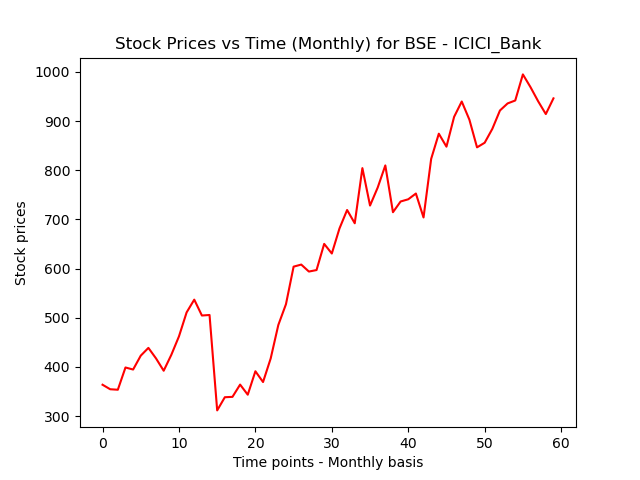 Stock Prices vs Time (Monthly) for BSE - ICICI_Bank
1000
900
800
700
600
500
400
300
Stock prices
0 10 20 30 40 50 60
Time points - Monthly basis